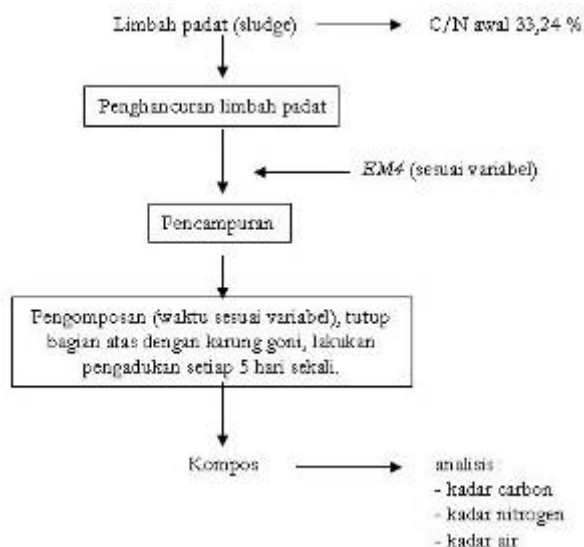 Limbah padat (sludge)
C/N awal 33,24 %
Penghancuran limbah padat
EM4 (sesuai variabel)
Pencampuran
Pengomposan (waktu sesuai variabel), tutup
bagian atas dengan karung goni, lakukan
pengadukan setiap 5 hari sekali.
Kompos
analisis
- kadar carbon
- kadar nitrogen
- kadar air